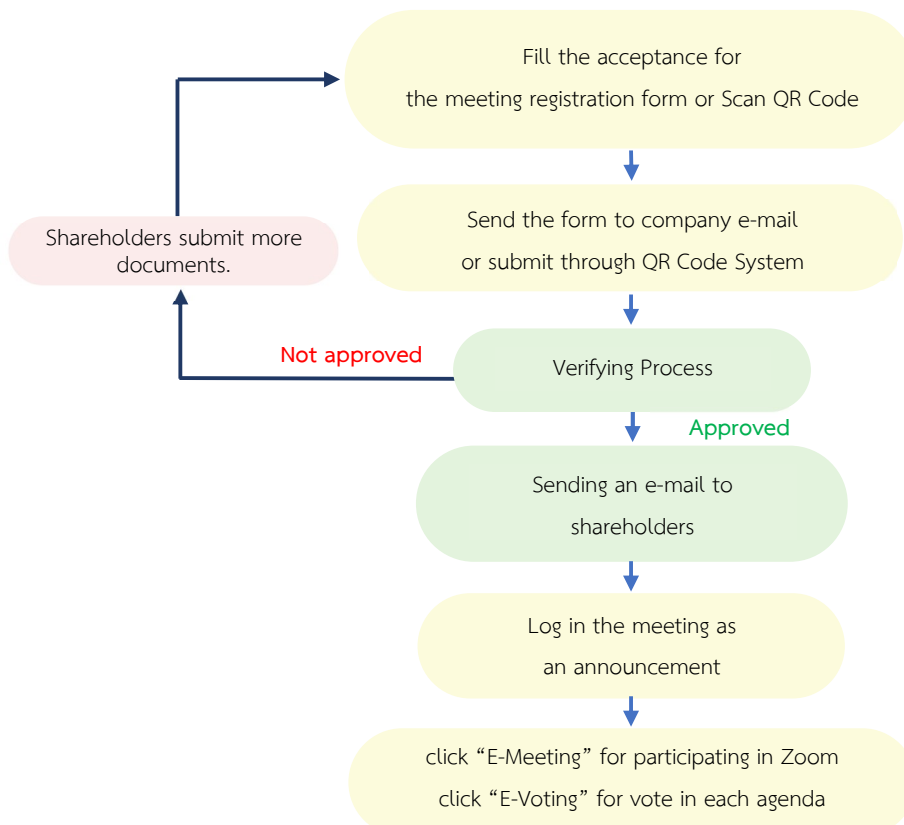 Fill the acceptance for
the meeting registration form or Scan QR Code
Send the form to company e-mail
or submit through QR Code System
Shareholders submit more
documents.
Not approved
Verifying Process
Approved
Sending an e-mail to
shareholders
Log in the meeting as
an announcement
click “E-Meeting” for participating in Zoom
click “E-Voting” for vote in each agenda